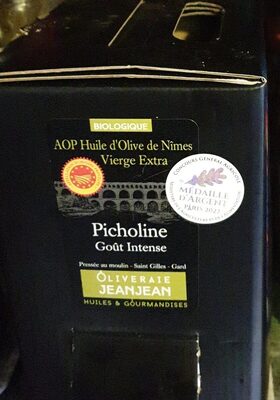 BIOLOGIQUE
AOP Huile d'Olive de Nîmes
Vierge Extra
CONCOURS GÉNÉRAL AGRICOLE
MÉDAILLE
D'ARGENT
PARIS 2022
Picholine
Goût Intense
Pressée au moulin - Saint Gilles - Gard
OLIVERAIE
JEANJEAN
HUILES & GOURMANDISES